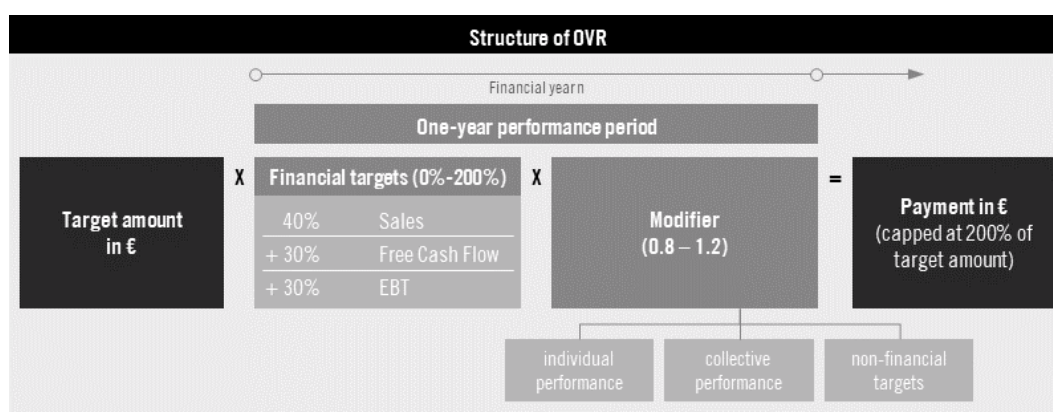 Structure of OVR
Financial year n
One-year performance period
Target amount
in €
X
Financial targets (0%-200%)
40% Sales
+ 30% Free Cash Flow
+ 30% EBT
X
Modifier
(0.8 – 1.2)
=
Payment in €
(capped at 200% of
target amount)
individual
performance
collective
performance
non-financial
targets